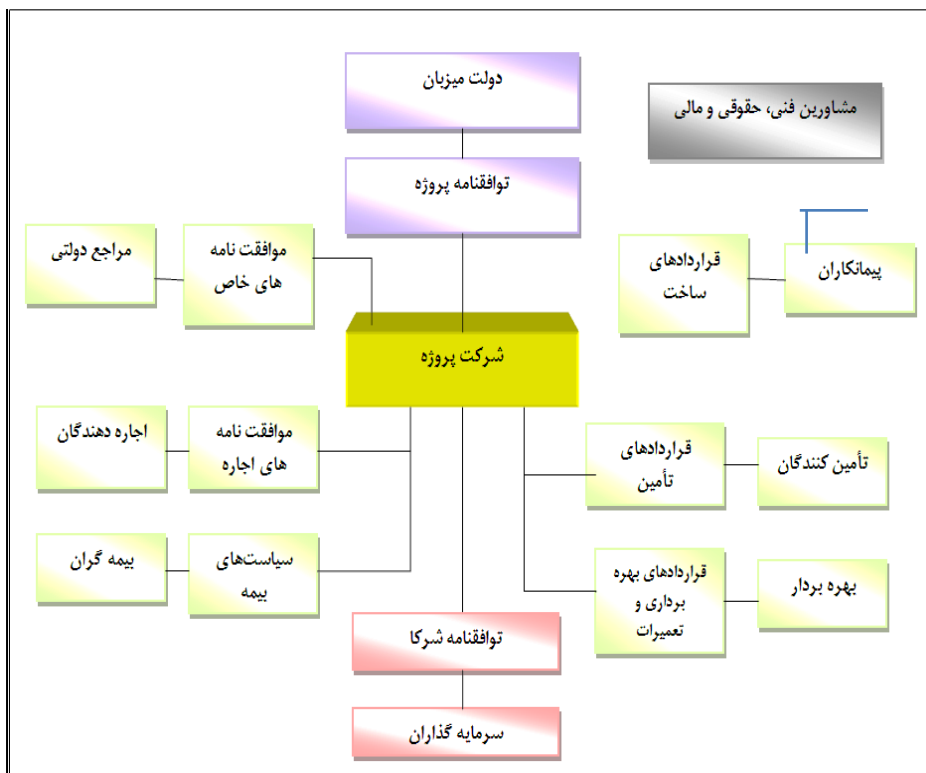 دولت میزبان
مشاورین فنی، حقوقی و مالی
توافقنامه پروژه
پیمانکاران
قراردادهای
ساخت
موافقت نامه
های خاص
مراجع دولتی
شرکت پروژه
تأمین کنندگان
قراردادهای
تأمین
موافقت نامه
های اجاره
اجاره دهندگان
بهره بردار
قراردادهای بهره
برداری و
تعمیرات
سیاست‌های
بیمه
بیمه گران
توافقنامه شرکا
سرمایه گذاران